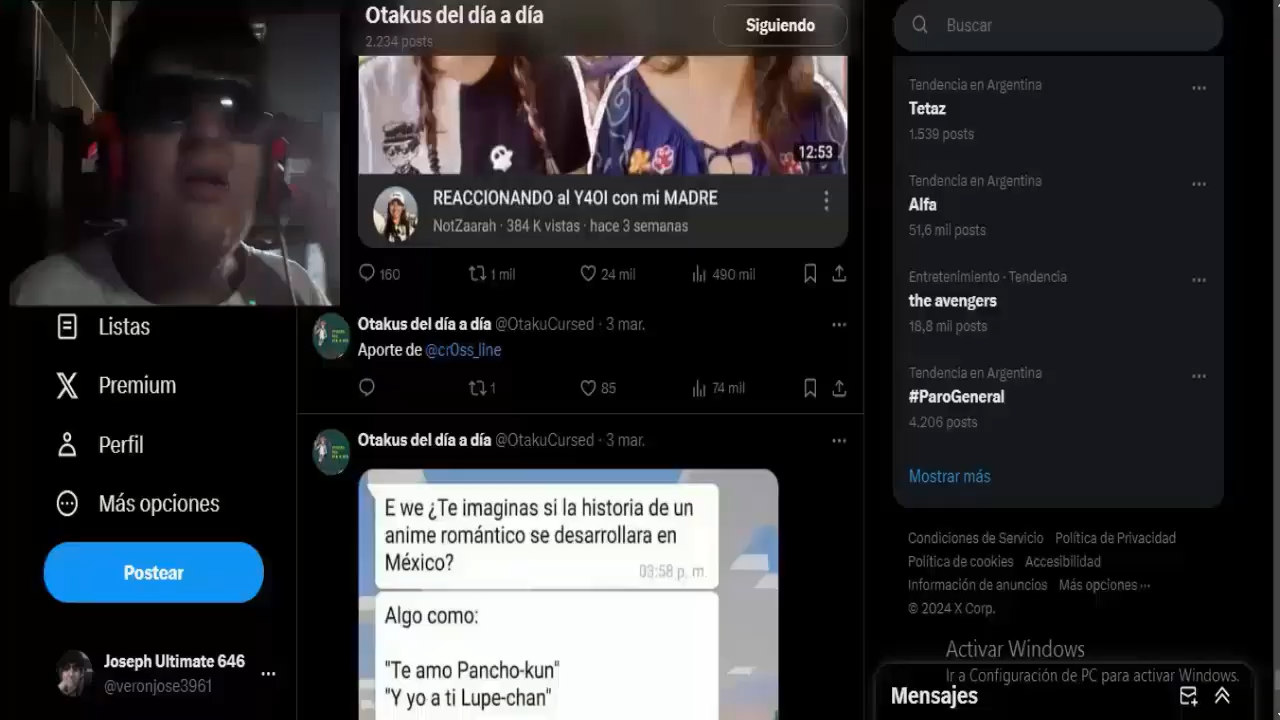 Otakus del día a día
2.234 posts
Siguiendo
12:53
REACCIONANDO al Y4OI con mi MADRE
NotZaarah · 384 K vistas · hace 3 semanas
160
1 mil
24 mil
490 mil
Otakus del día a día @OtakuCursed · 3 mar.
Aporte de @cr0ss_line
1
85
74 mil
Otakus del día a día @OtakuCursed · 3 mar.
E we ¿Te imaginas si la historia de un
anime romántico se desarrollara en
México?
03:58 p. m.
Algo como:
"Te amo Pancho-kun"
"Y yo a ti Lupe-chan"
Listas
Premium
Perfil
Más opciones
Postear
Joseph Ultimate 646
@veronjose3961
Buscar
Tendencia en Argentina
Tetaz
1.539 posts
Tendencia en Argentina
Alfa
51,6 mil posts
Entretenimiento · Tendencia
the avengers
18,8 mil posts
Tendencia en Argentina
#ParoGeneral
4.206 posts
Mostrar más
Condiciones de Servicio Política de Privacidad
Política de cookies Accesibilidad
Información de anuncios Más opciones ···
© 2024 X Corp.
Activar Windows
Ir a Configuración de PC para activar Windows.
Mensajes